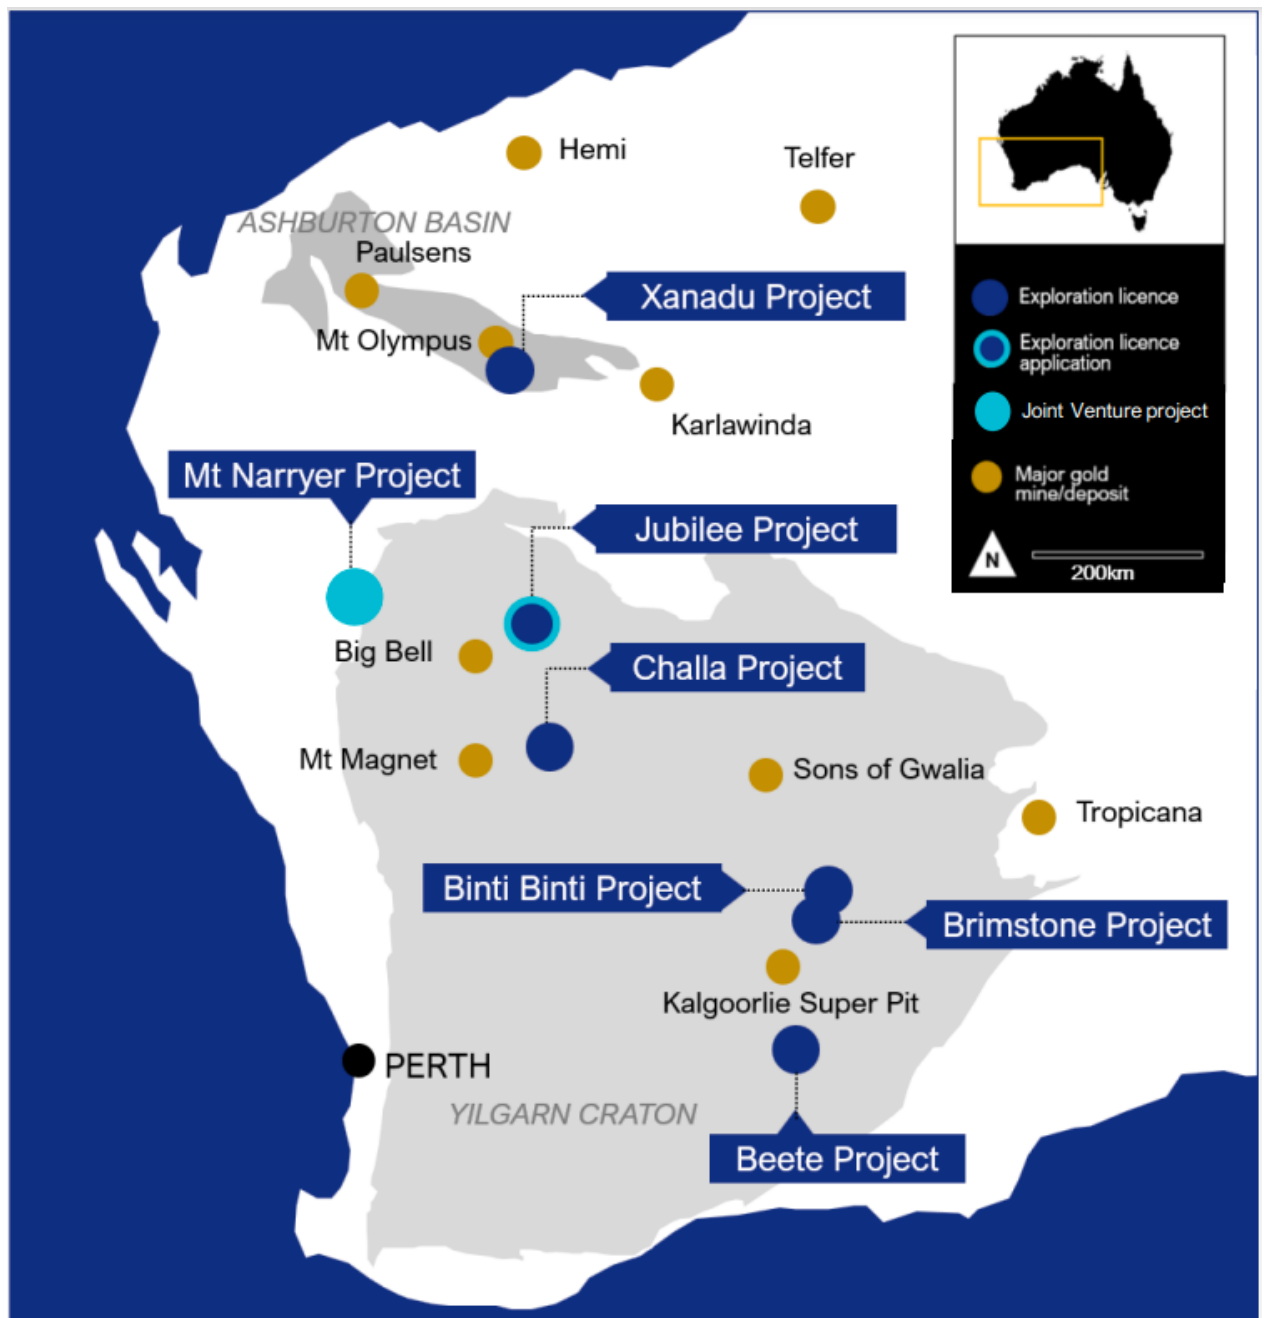 Hemi
Telfer
ASHBURTON BASIN
Paulsens
Xanadu Project
Mt Olympus
Karlawinda
Mt Narryer Project
Jubilee Project
Big Bell
Challa Project
Mt Magnet
Sons of Gwalia
Tropicana
Binti Binti Project
Brimstone Project
Kalgoorlie Super Pit
PERTH
YILGARN CRATON
Beete Project
Exploration licence
Exploration licence
application
Joint Venture project
Major gold
mine/deposit
N
200km